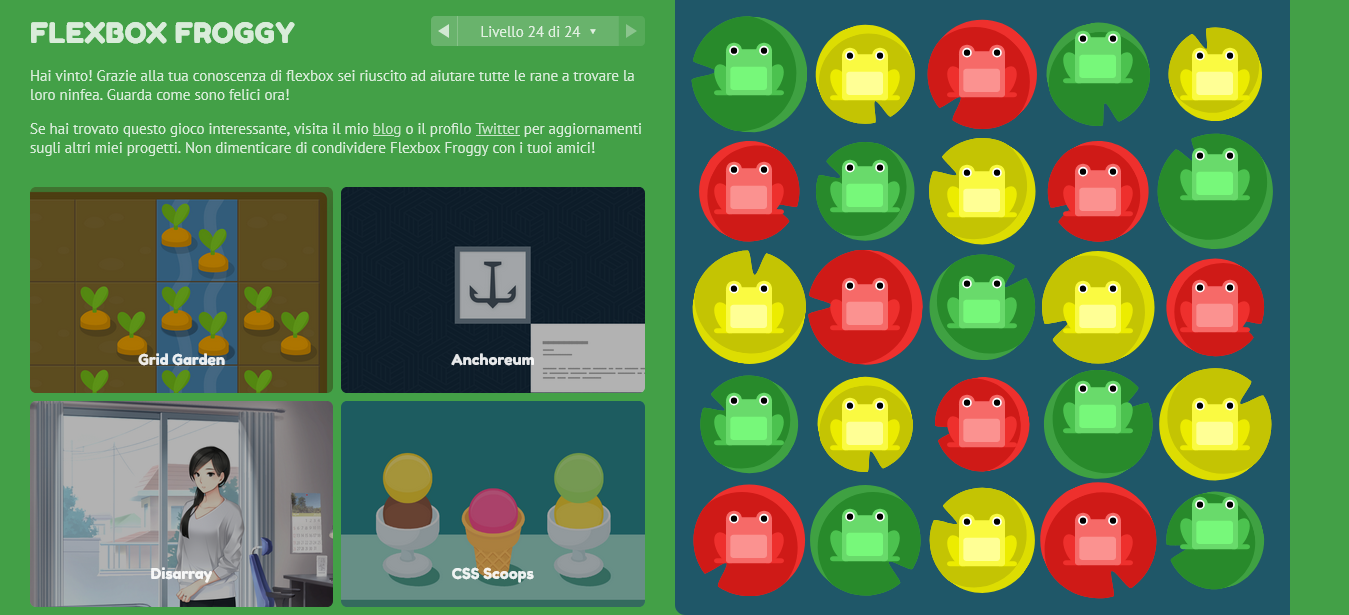 FLEXBOX FROGGY
Livello 24 di 24 ▼
Hai vinto! Grazie alla tua conoscenza di flexbox sei riuscito ad aiutare tutte le rane a trovare la
loro ninfea. Guarda come sono felici ora!
Se hai trovato questo gioco interessante, visita il mio blog o il profilo Twitter per aggiornamenti
sugli altri miei progetti. Non dimenticare di condividere Flexbox Froggy con i tuoi amici!
Grid Garden
Anchoreum
Disarray
CSS Scoops